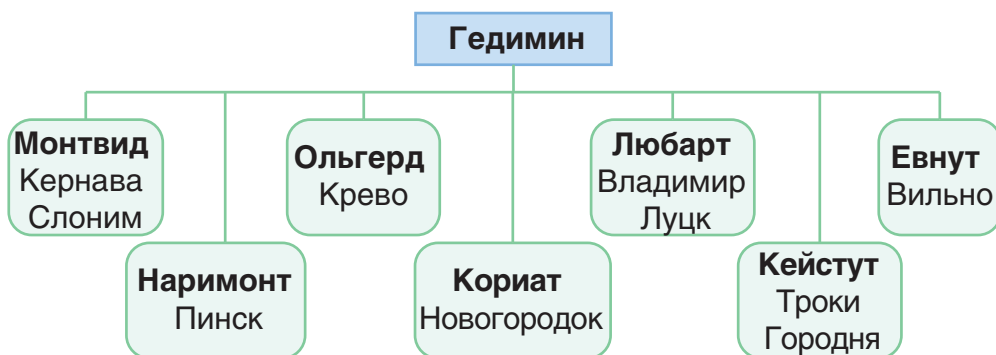 Гедимин
Монтвид
Кернава
Слоним
Ольгерд
Крево
Любарт
Владимир
Луцк
Евнут
Вильно
Наримонт
Пинск
Кориат
Новогородок
Кейстут
Троки
Городня